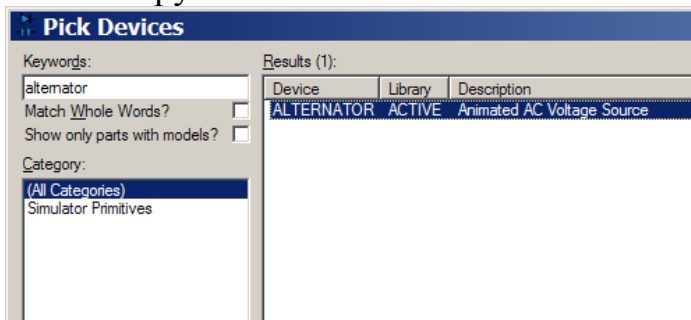 Pick Devices
Keywords:
alternator
Match Whole Words?
Show only parts with models?
Category:
(All Categories)
Simulator Primitives
Results (1):
Device Library Description
ALTERNATOR ACTIVE Animated AC Voltage Source